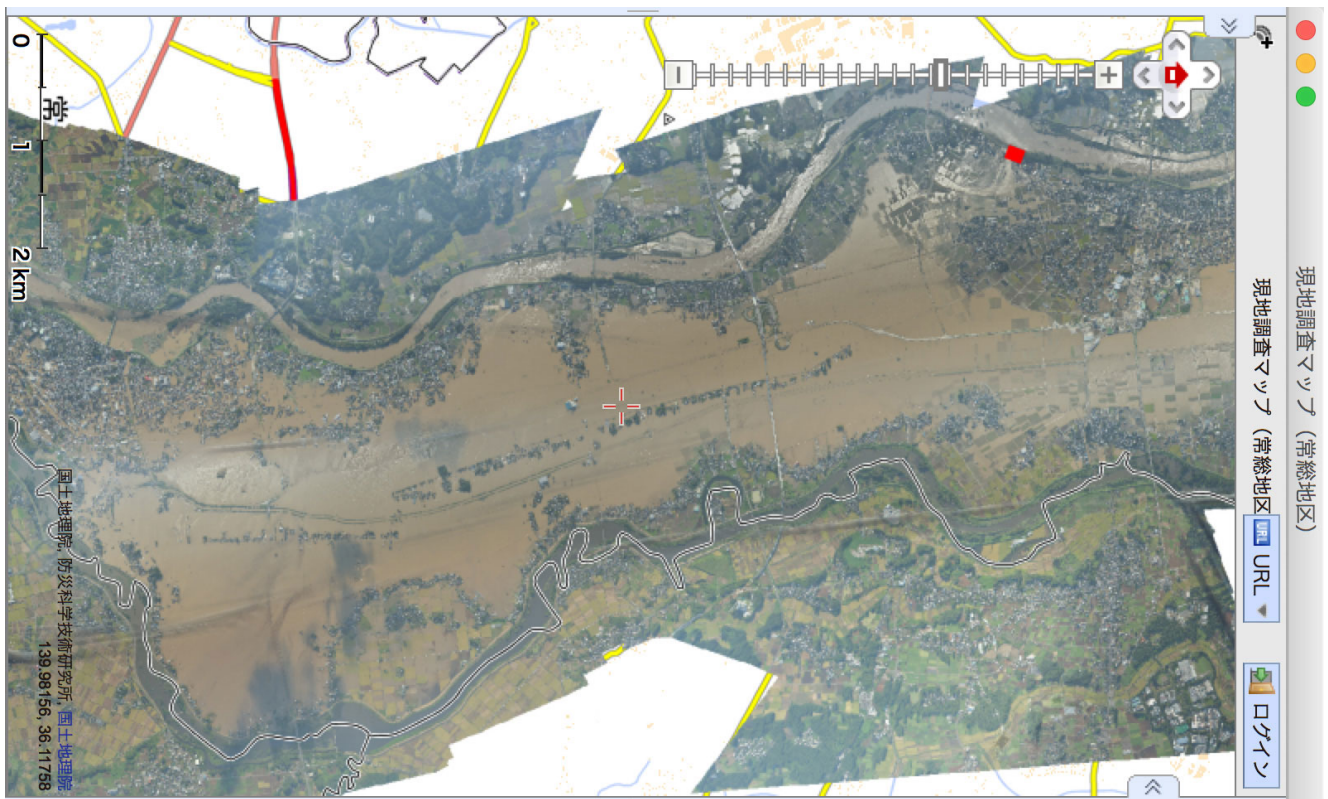 現地調査マップ（常総地区）
現地調査マップ（常総地区
URL
URL
ログイン
常
0
1
2 km
国土地理院, 防災科学技術研究所, 国土地理院
139.98156, 36.11758